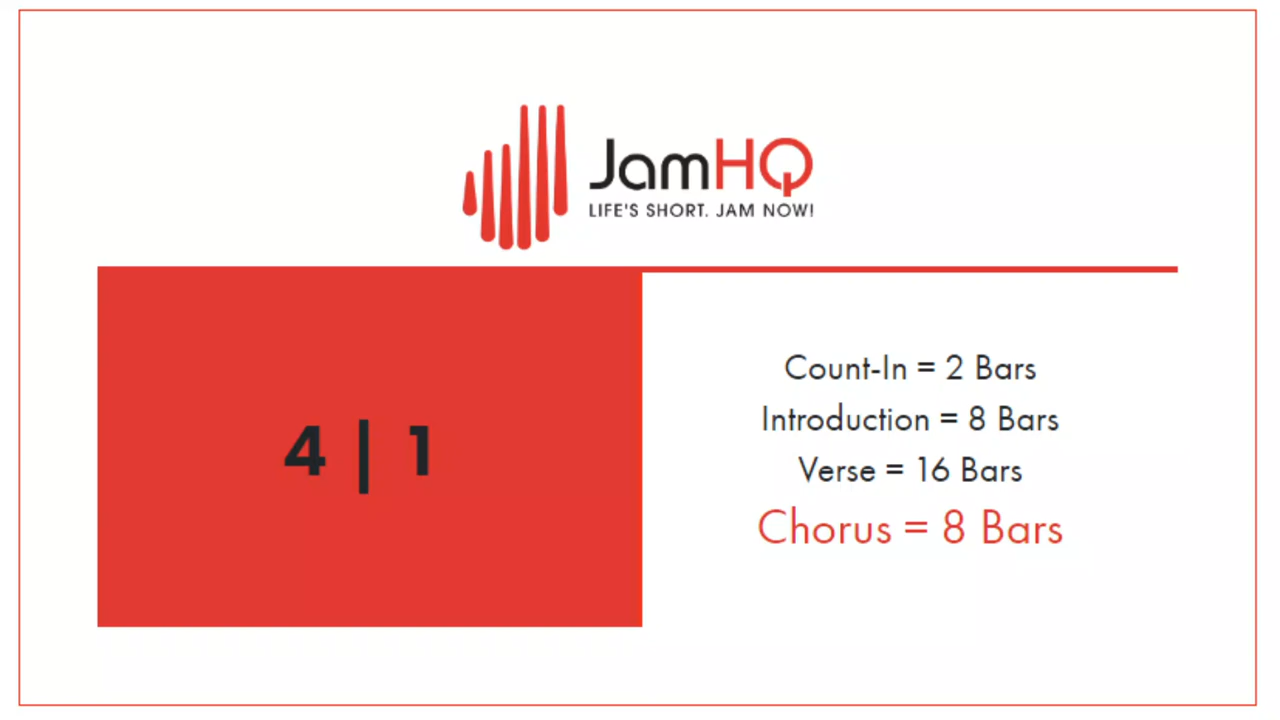 JamHQ
LIFE'S SHORT. JAM NOW!
4 | 1
Count-In = 2 Bars
Introduction = 8 Bars
Verse = 16 Bars
Chorus = 8 Bars